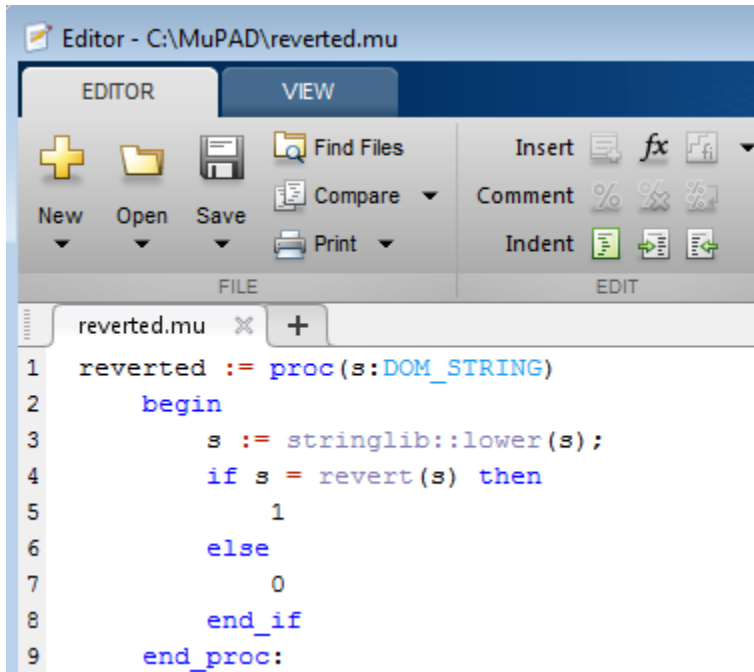 Editor - C:\MuPAD\reverted.mu
EDITOR VIEW
Find Files Insert fx
Compare Comment
New Open Save
Print Indent
FILE EDIT
reverted.mu
1 reverted := proc(s:DOM_STRING)
2 begin
3 s := stringlib::lower(s);
4 if s = revert(s) then
5 1
6 else
7 0
8 end_if
9 end_proc: